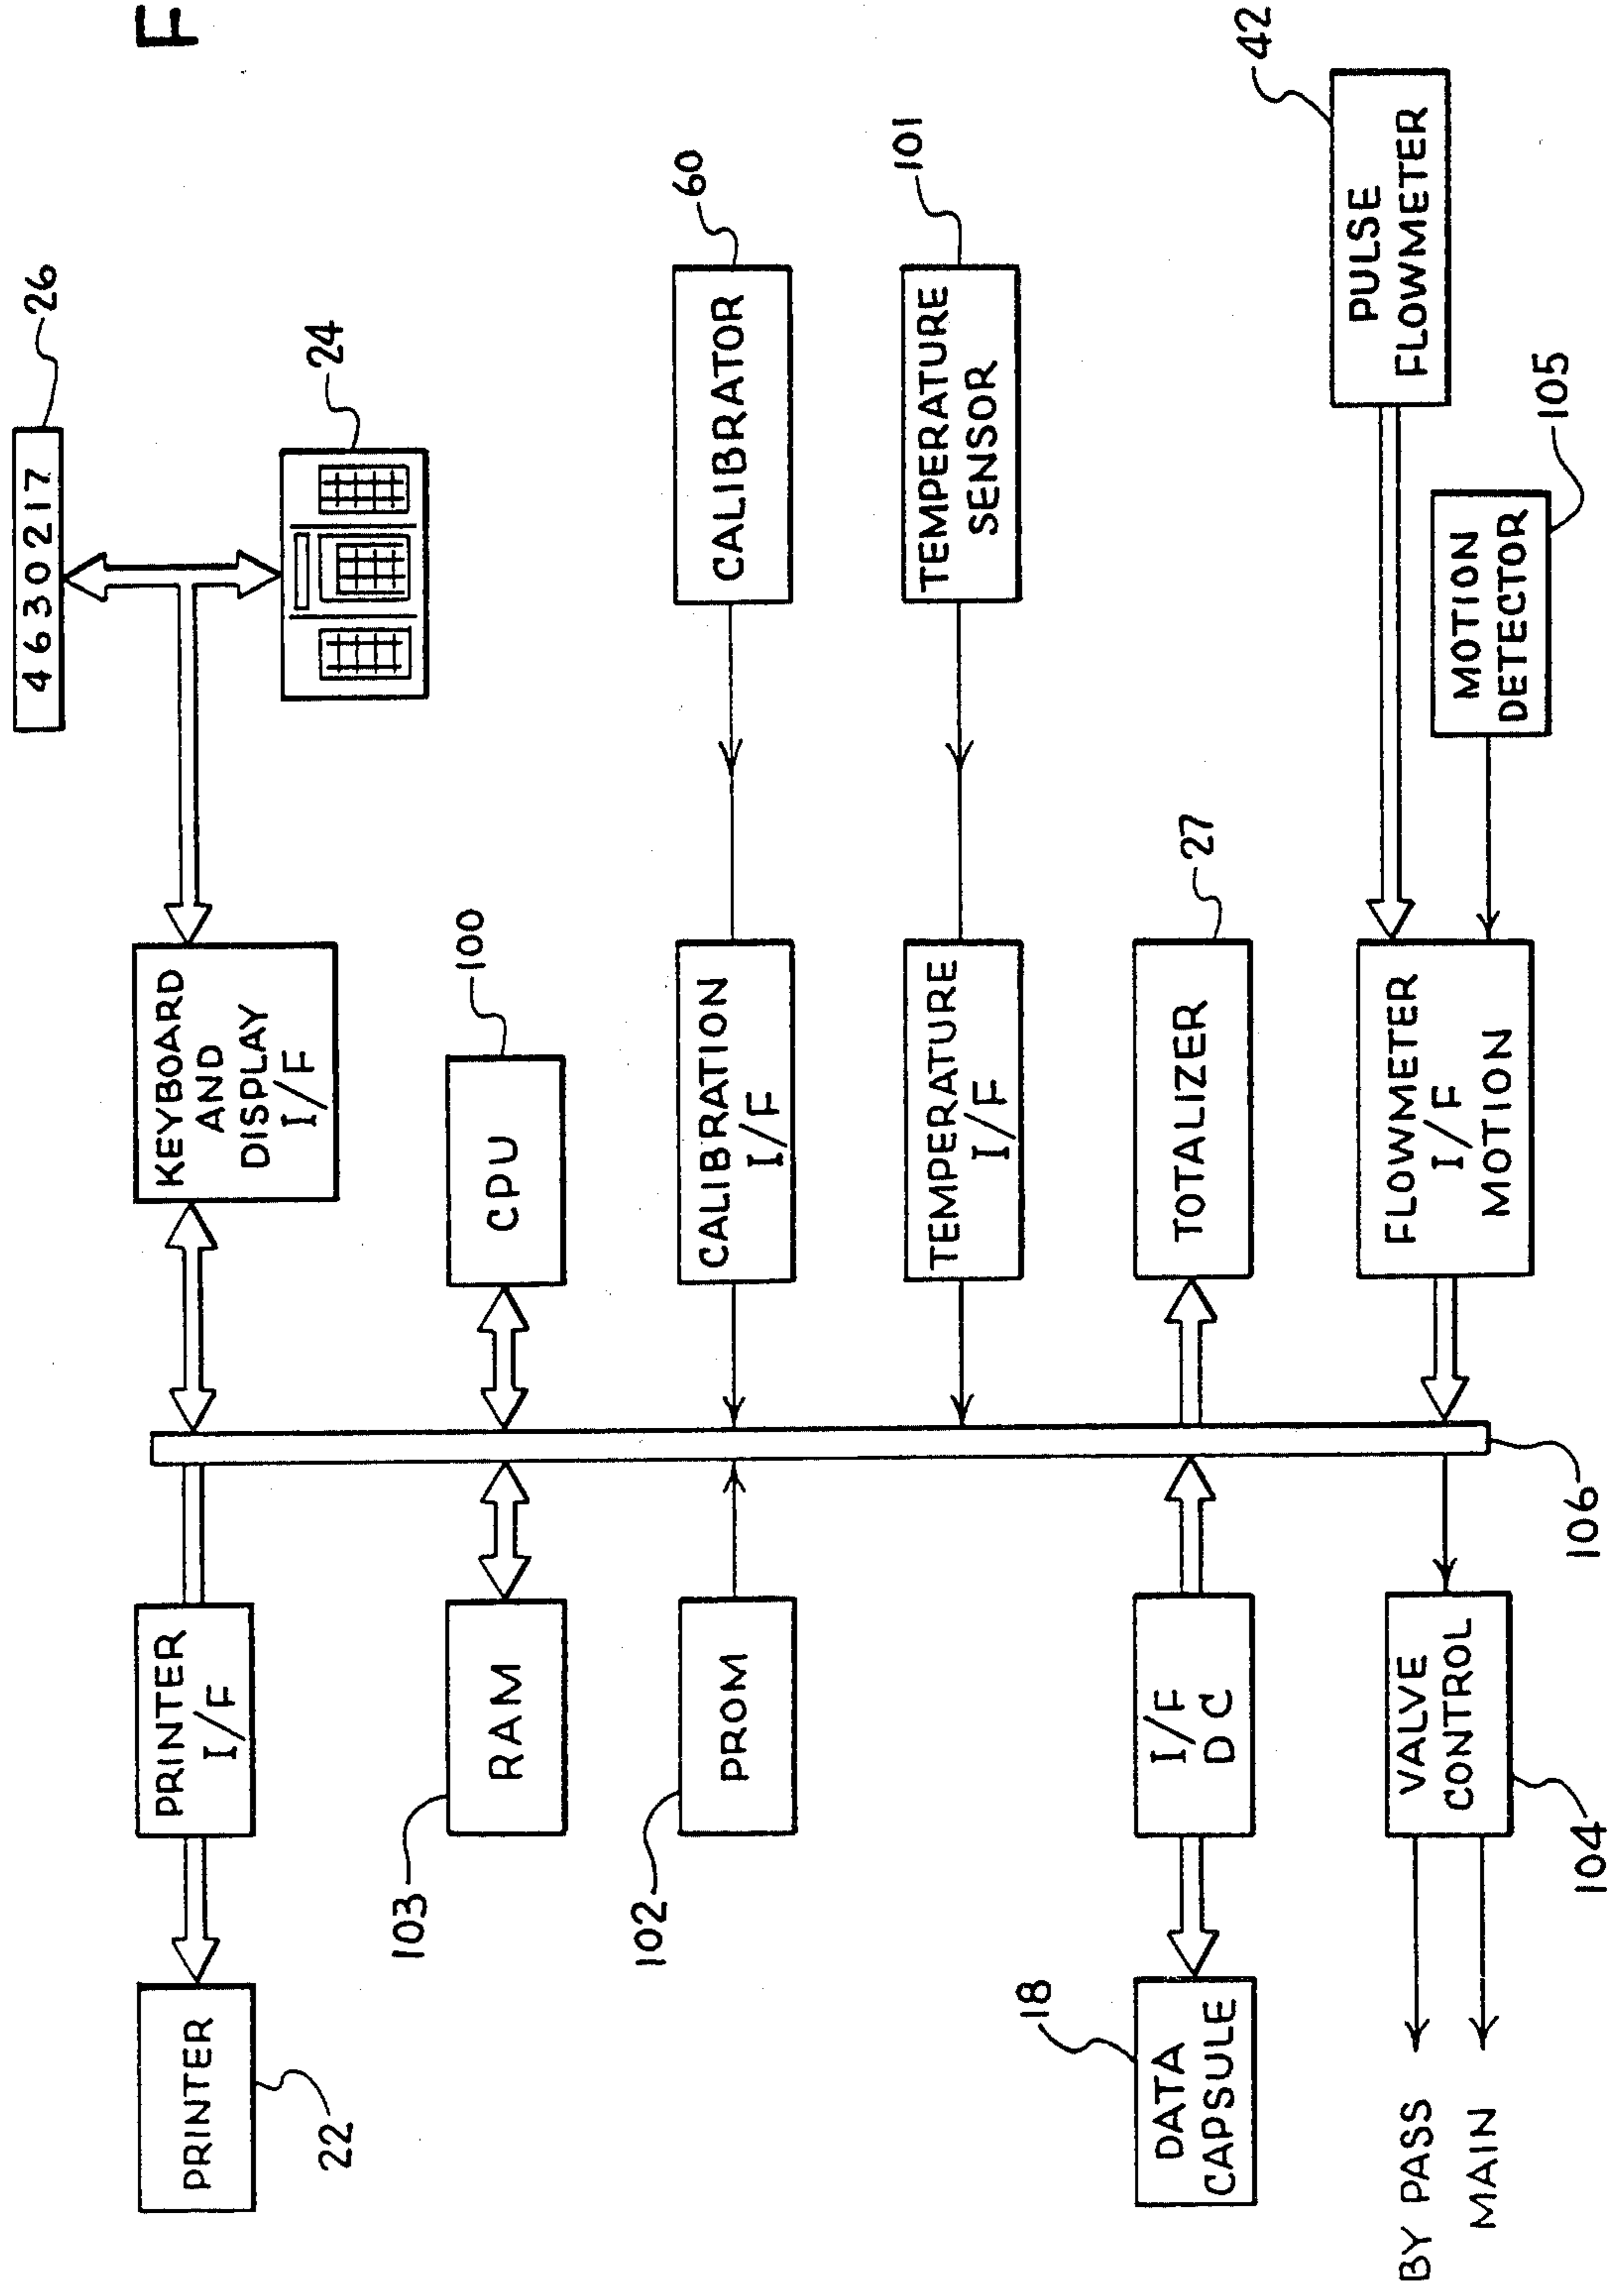 F
4630217
26
24
PRINTER
22
PRINTER
I/F
KEYBOARD
AND
DISPLAY
I/F
103
RAM
CPU
100
102
PROM
CALIBRATION
I/F
CALIBRATOR
60
TEMPERATURE
I/F
TEMPERATURE
SENSOR
101
18
DATA
CAPSULE
I/F
DC
TOTALIZER
27
BY PASS
MAIN
VALVE
CONTROL
104
106
FLOWMETER
I/F
MOTION
PULSE
FLOWMETER
42
MOTION
DETECTOR
105